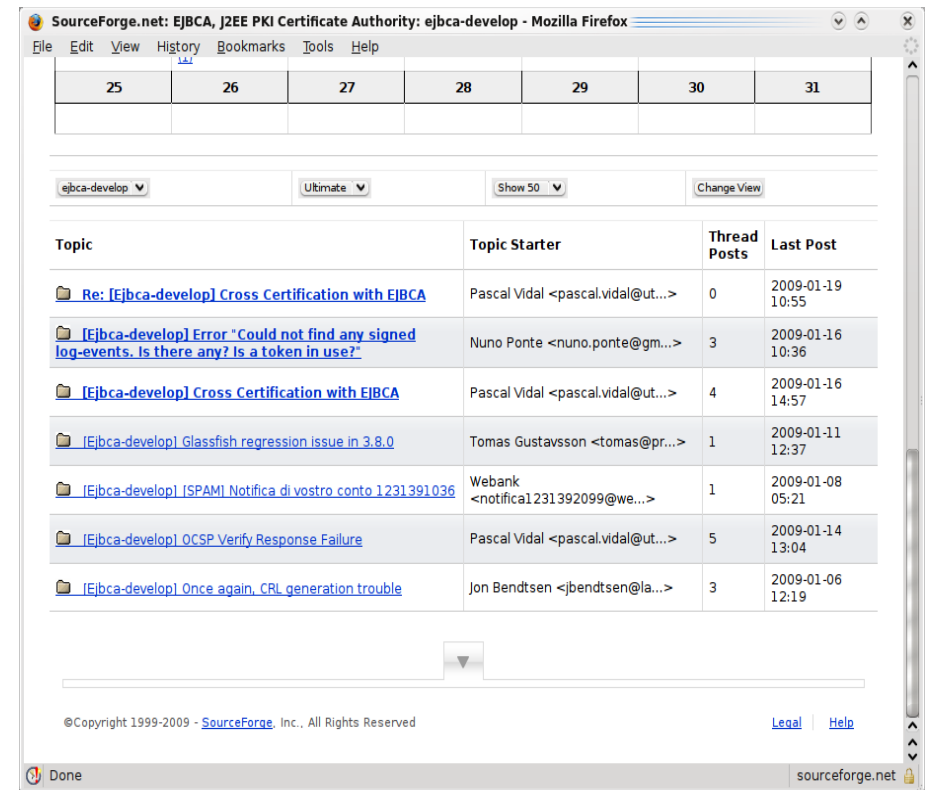 SourceForge.net: EJBCA, J2EE PKI Certificate Authority: ejbca-develop - Mozilla Firefox
File Edit View History Bookmarks Tools Help
(1)
25 26 27 28 29 30 31
ejbca-develop Ultimate Show 50 Change View
Topic Topic Starter Thread Posts Last Post
Re: [Ejbca-develop] Cross Certification with EJBCA Pascal Vidal <pascal.vidal@ut...> 0 2009-01-19 10:55
[Ejbca-develop] Error "Could not find any signed
log-events. Is there any? Is a token in use?" Nuno Ponte <nuno.ponte@gm...> 3 2009-01-16 10:36
[Ejbca-develop] Cross Certification with EJBCA Pascal Vidal <pascal.vidal@ut...> 4 2009-01-16 14:57
[Ejbca-develop] Glassfish regression issue in 3.8.0 Tomas Gustavsson <tomas@pr...> 1 2009-01-11 12:37
[Ejbca-develop] [SPAM] Notifica di vostro conto 1231391036 Webank <notifica1231392099@we...> 1 2009-01-08 05:21
[Ejbca-develop] OCSP Verify Response Failure Pascal Vidal <pascal.vidal@ut...> 5 2009-01-14 13:04
[Ejbca-develop] Once again, CRL generation trouble Jon Bendtsen <jbendtsen@la...> 3 2009-01-06 12:19
©Copyright 1999-2009 - SourceForge, Inc., All Rights Reserved Legal Help
Done sourceforge.net